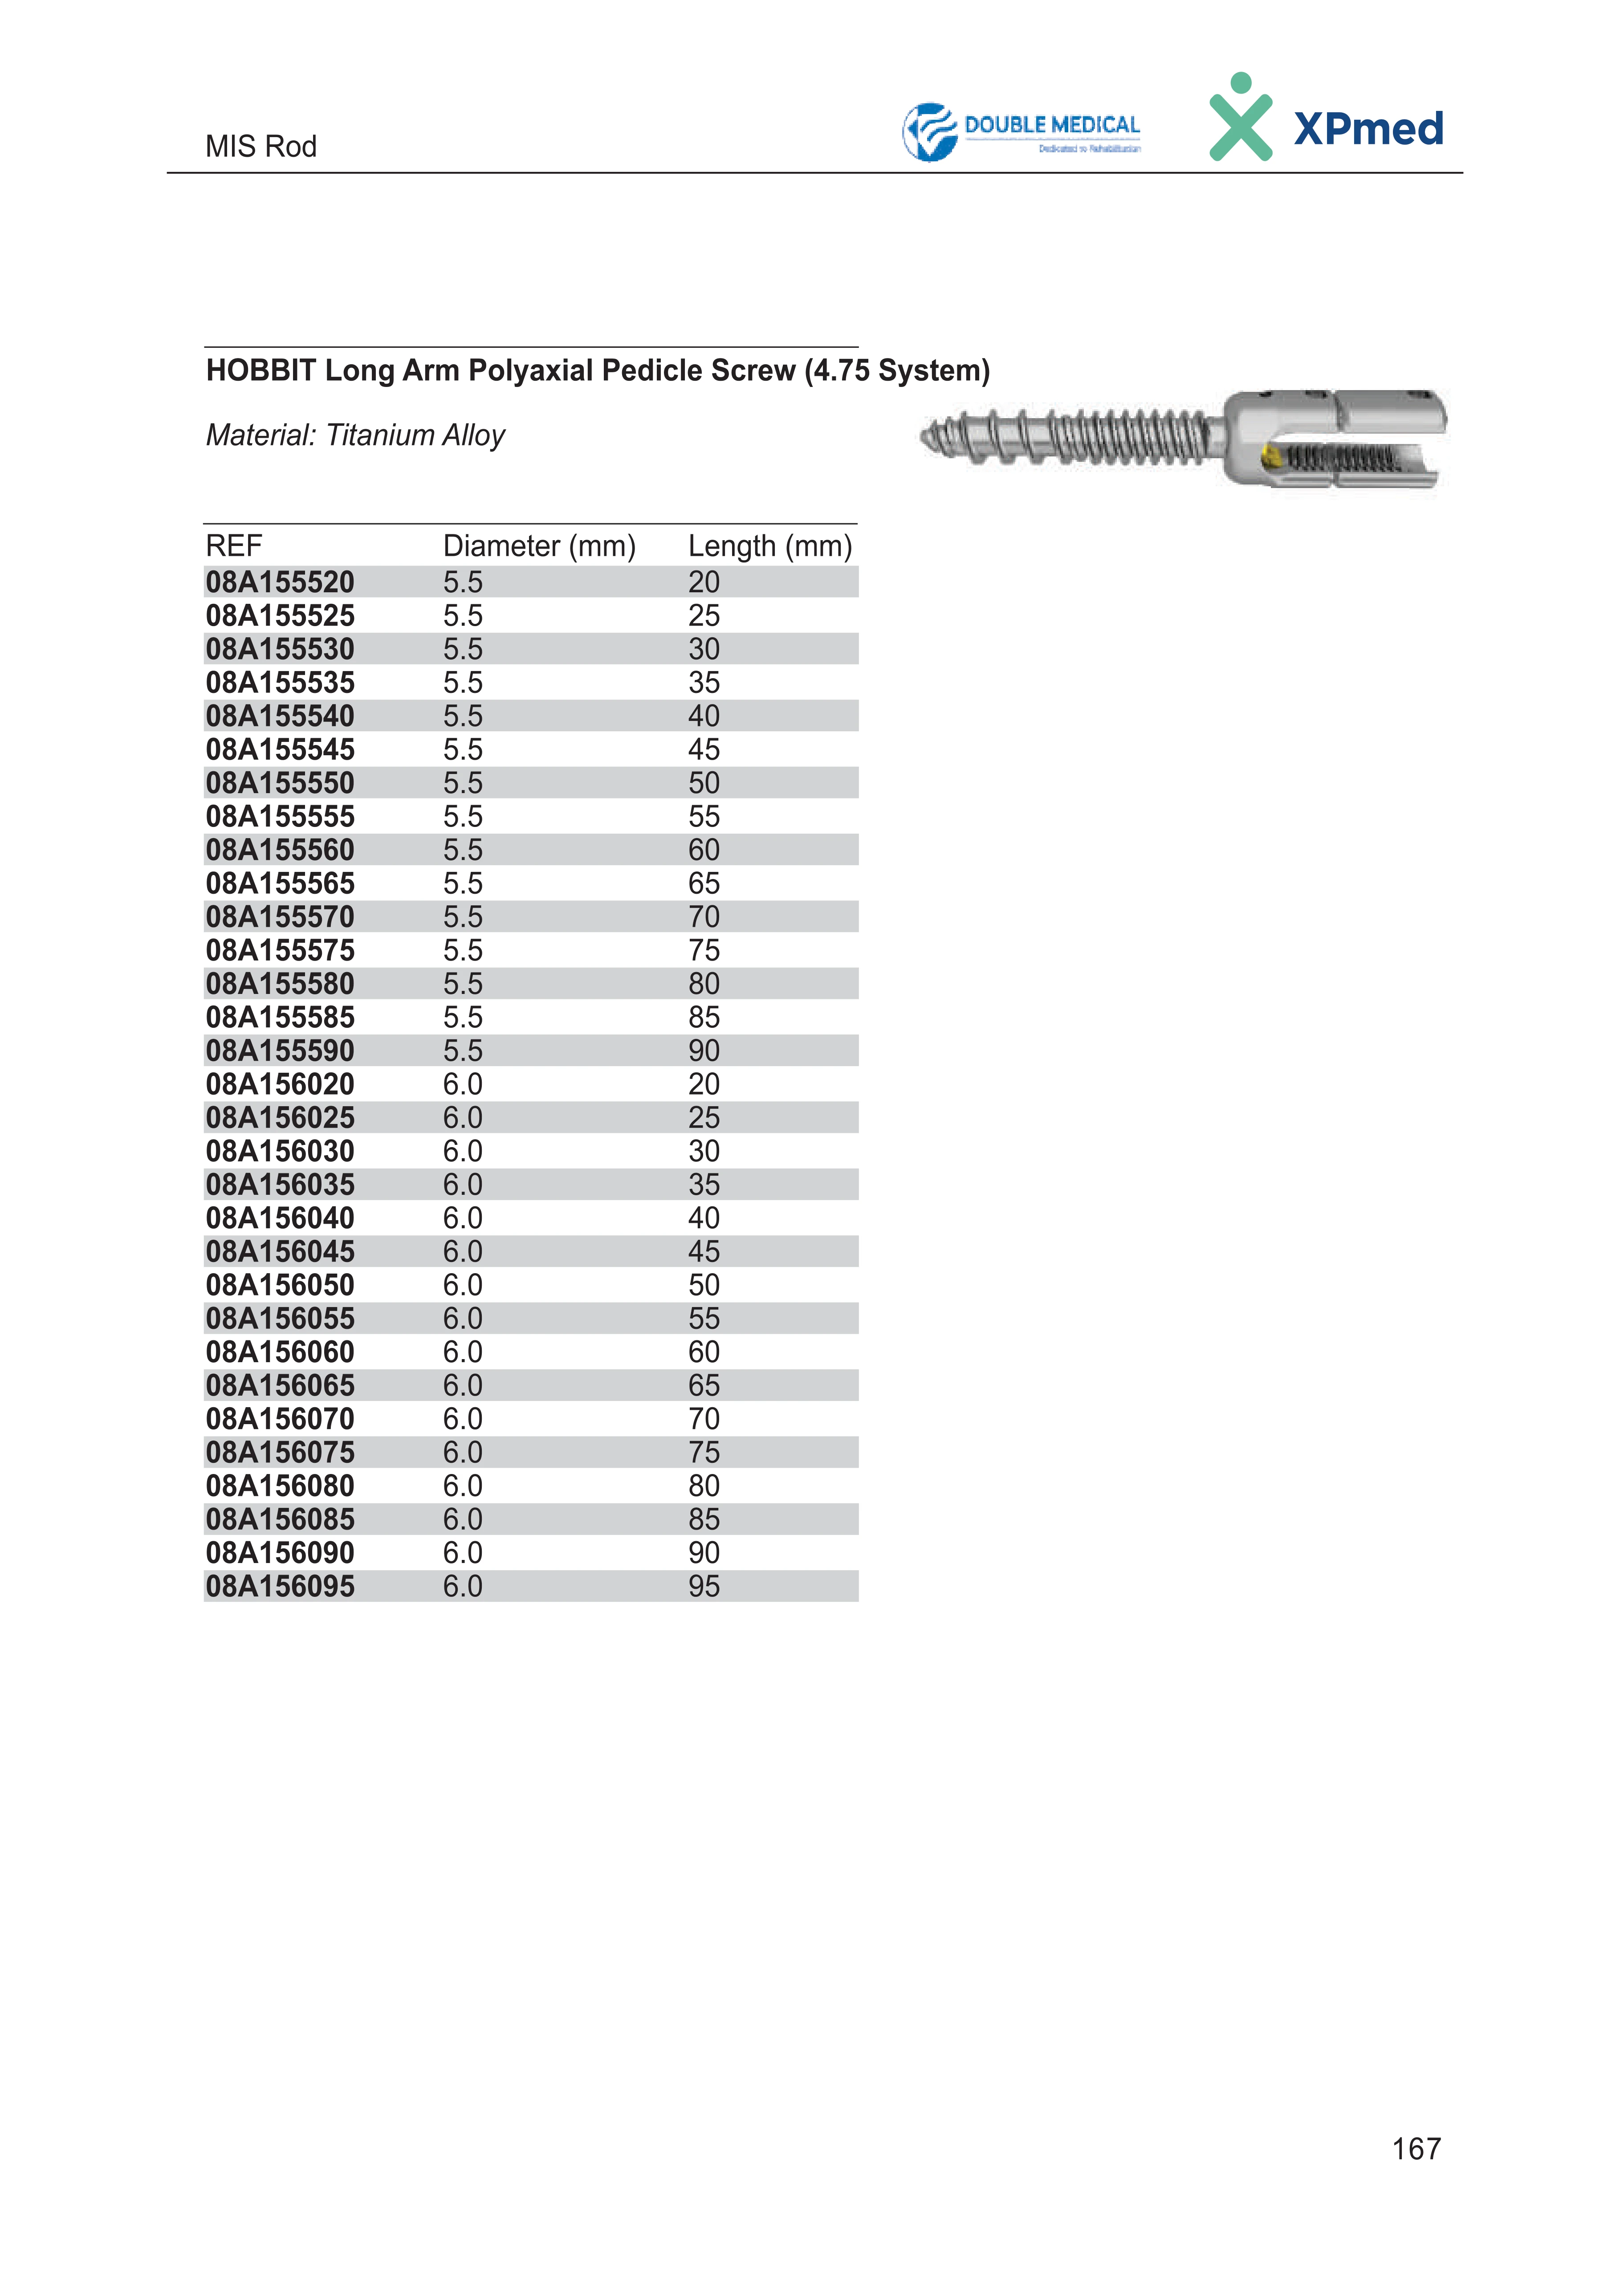 MIS Rod
DOUBLE MEDICAL
Dedicated to Rehabilitation
XPmed
HOBBIT Long Arm Polyaxial Pedicle Screw (4.75 System)
Material: Titanium Alloy
REF Diameter (mm) Length (mm)
08A155520 5.5 20
08A155525 5.5 25
08A155530 5.5 30
08A155535 5.5 35
08A155540 5.5 40
08A155545 5.5 45
08A155550 5.5 50
08A155555 5.5 55
08A155560 5.5 60
08A155565 5.5 65
08A155570 5.5 70
08A155575 5.5 75
08A155580 5.5 80
08A155585 5.5 85
08A155590 5.5 90
08A156020 6.0 20
08A156025 6.0 25
08A156030 6.0 30
08A156035 6.0 35
08A156040 6.0 40
08A156045 6.0 45
08A156050 6.0 50
08A156055 6.0 55
08A156060 6.0 60
08A156065 6.0 65
08A156070 6.0 70
08A156075 6.0 75
08A156080 6.0 80
08A156085 6.0 85
08A156090 6.0 90
08A156095 6.0 95
167